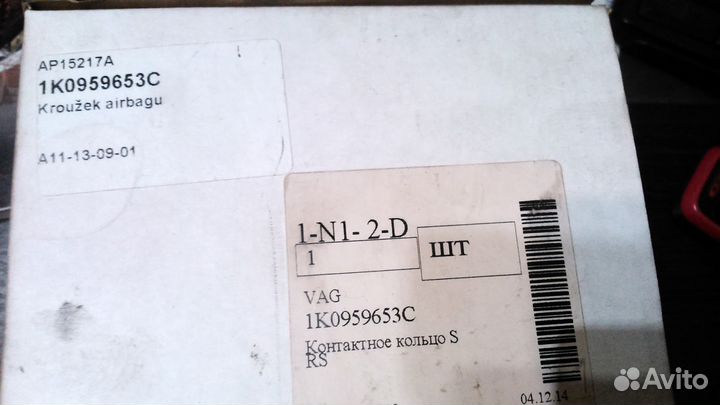 AP15217A
1K0959653C
Kroužek airbagu
A11-13-09-01
1-N1- 2-D
1
ШТ
VAG
1K0959653C
Контактное кольцо S
RS
04.12.14
Avito